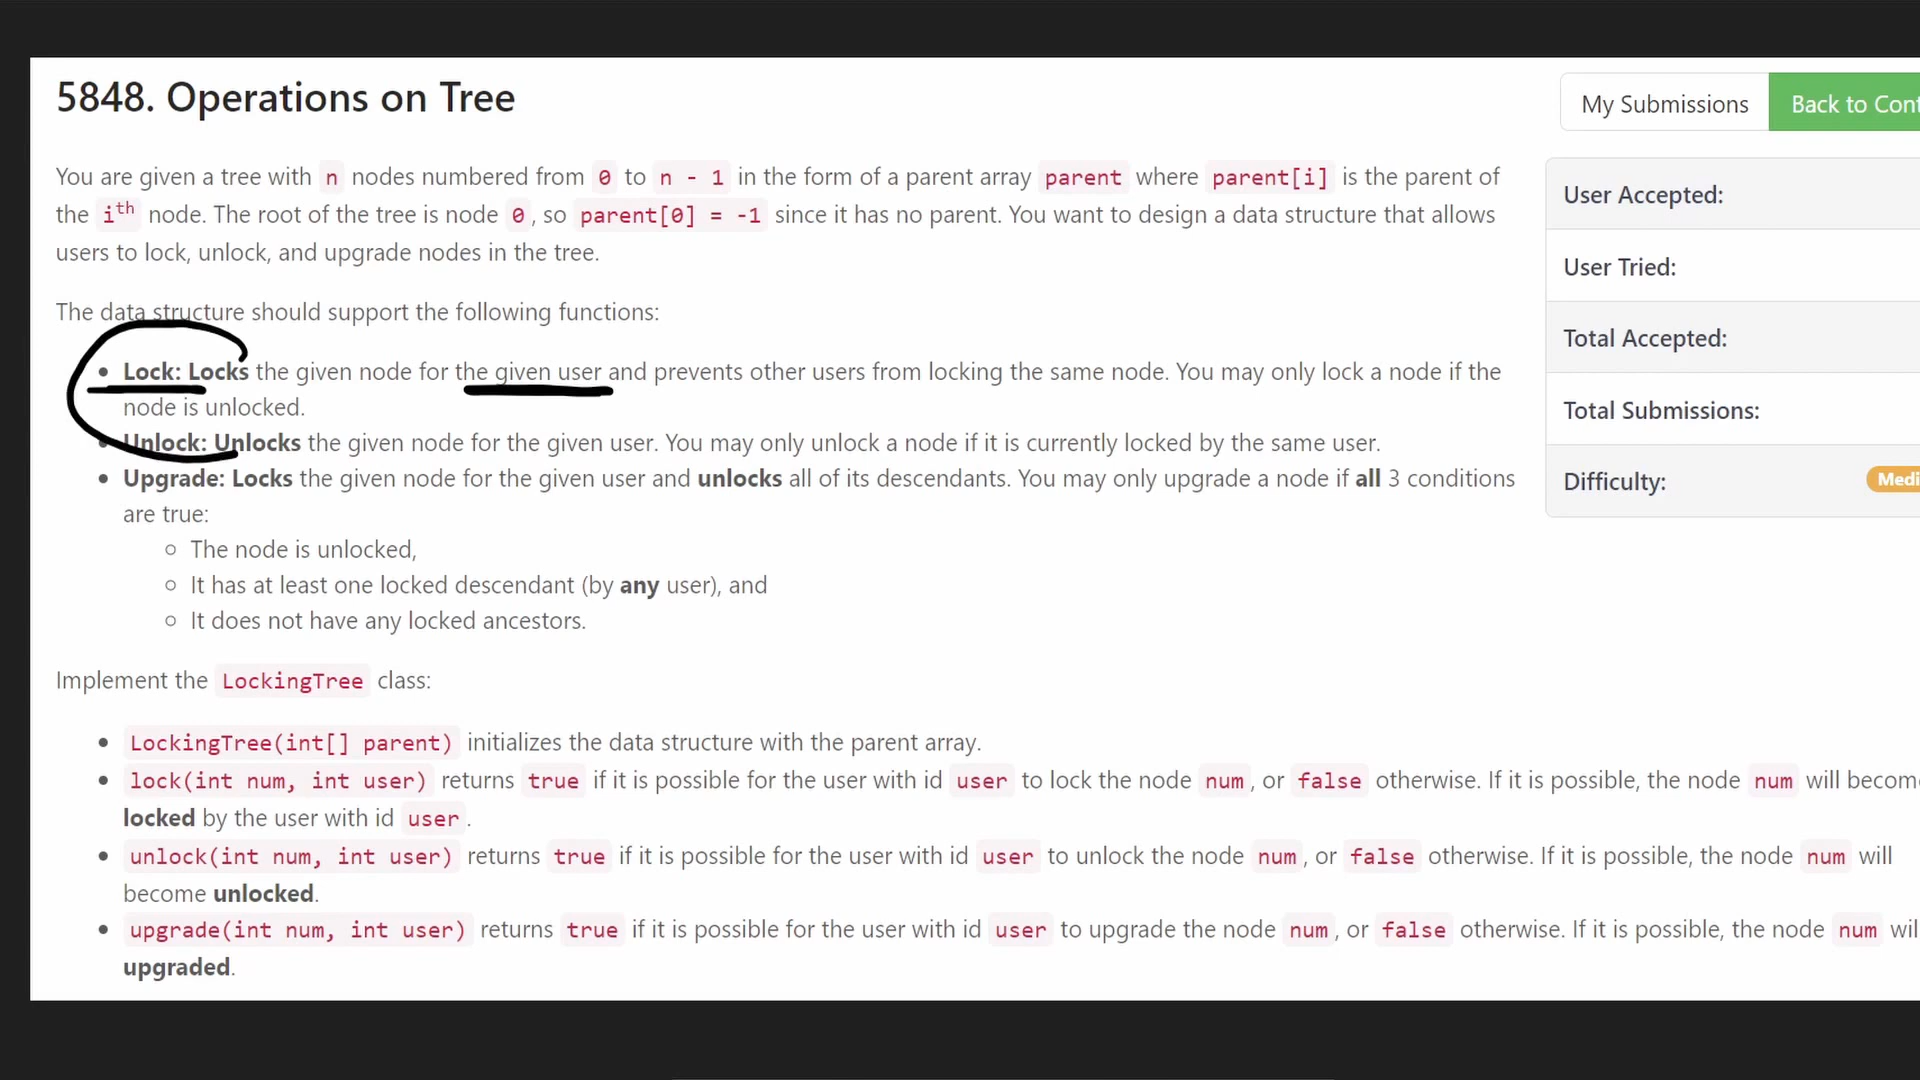 5848. Operations on Tree
My Submissions
Back to Cont
You are given a tree with n nodes numbered from 0 to n - 1 in the form of a parent array parent where parent[i] is the parent of
the ith node. The root of the tree is node 0, so parent[0] = -1 since it has no parent. You want to design a data structure that allows
users to lock, unlock, and upgrade nodes in the tree.
The data structure should support the following functions:
• Lock: Locks the given node for the given user and prevents other users from locking the same node. You may only lock a node if the
node is unlocked.
• Unlock: Unlocks the given node for the given user. You may only unlock a node if it is currently locked by the same user.
• Upgrade: Locks the given node for the given user and unlocks all of its descendants. You may only upgrade a node if all 3 conditions
are true:
◦ The node is unlocked,
◦ It has at least one locked descendant (by any user), and
◦ It does not have any locked ancestors.
Implement the LockingTree class:
• LockingTree(int[] parent) initializes the data structure with the parent array.
• lock(int num, int user) returns true if it is possible for the user with id user to lock the node num, or false otherwise. If it is possible, the node num will become
locked by the user with id user.
• unlock(int num, int user) returns true if it is possible for the user with id user to unlock the node num, or false otherwise. If it is possible, the node num will
become unlocked.
• upgrade(int num, int user) returns true if it is possible for the user with id user to upgrade the node num, or false otherwise. If it is possible, the node num wil
upgraded.
User Accepted:
User Tried:
Total Accepted:
Total Submissions:
Difficulty:
Medi